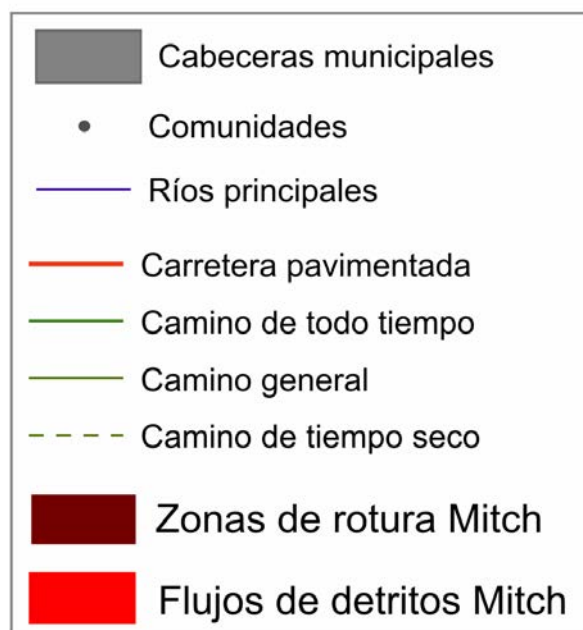 Cabeceras municipales
Comunidades
Ríos principales
Carretera pavimentada
Camino de todo tiempo
Camino general
Camino de tiempo seco
Zonas de rotura Mitch
Flujos de detritos Mitch